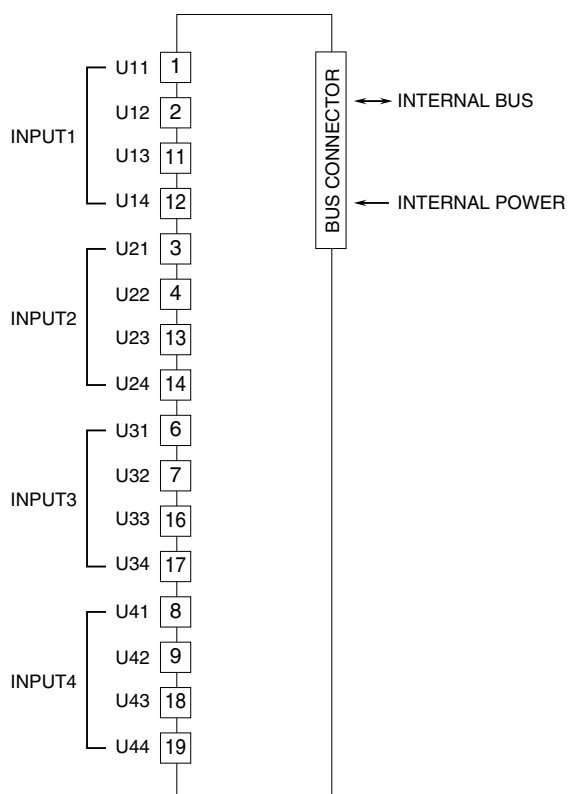 U11 1
INTERNAL BUS
U12 2
INPUT1
U13 11
U14 12
INTERNAL POWER
BUS CONNECTOR
U21 3
U22 4
INPUT2
U23 13
U24 14
U31 6
U32 7
INPUT3
U33 16
U34 17
U41 8
U42 9
INPUT4
U43 18
U44 19